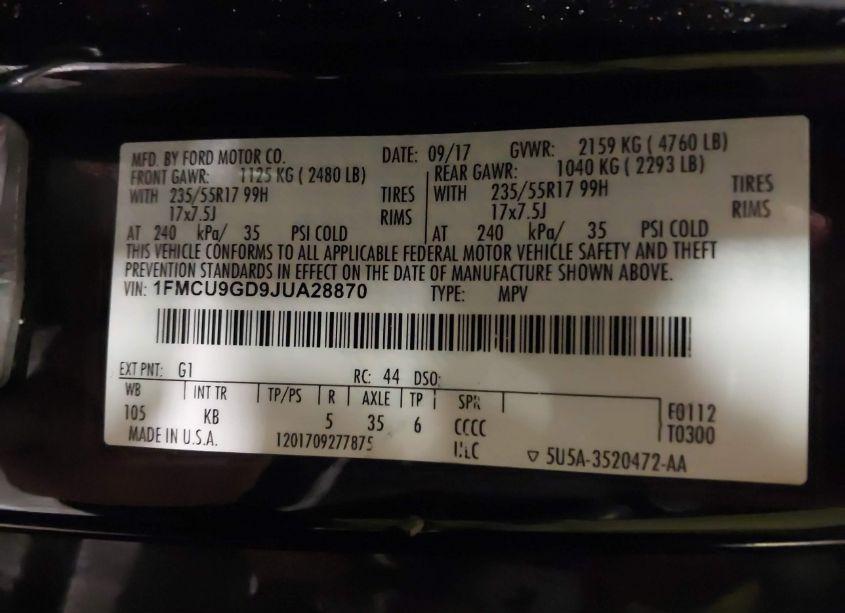 MFD. BY FORD MOTOR CO. DATE: 09/17 GVWR: 2159 KG ( 4760 LB)
FRONT GAWR: 1125 KG ( 2480 LB) REAR GAWR: 1040 KG ( 2293 LB)
WITH 235/55R17 99H TIRES WITH 235/55R17 99H TIRES
17x7.5J RIMS 17x7.5J RIMS
AT 240 kPa/ 35 PSI COLD AT 240 kPa/ 35 PSI COLD
THIS VEHICLE CONFORMS TO ALL APPLICABLE FEDERAL MOTOR VEHICLE SAFETY AND THEFT
PREVENTION STANDARDS IN EFFECT ON THE DATE OF MANUFACTURE SHOWN ABOVE.
VIN: 1FMCU9GD9JUA28870 TYPE: MPV
EXT PNT: G1 RC: 44 DSO:
WB INT TR TP/PS R AXLE TP SPR
105 KB 5 35 6 CCCC F0112
T0300
MADE IN U.S.A. 1201709277875 ▽ 5U5A-3520472-AA